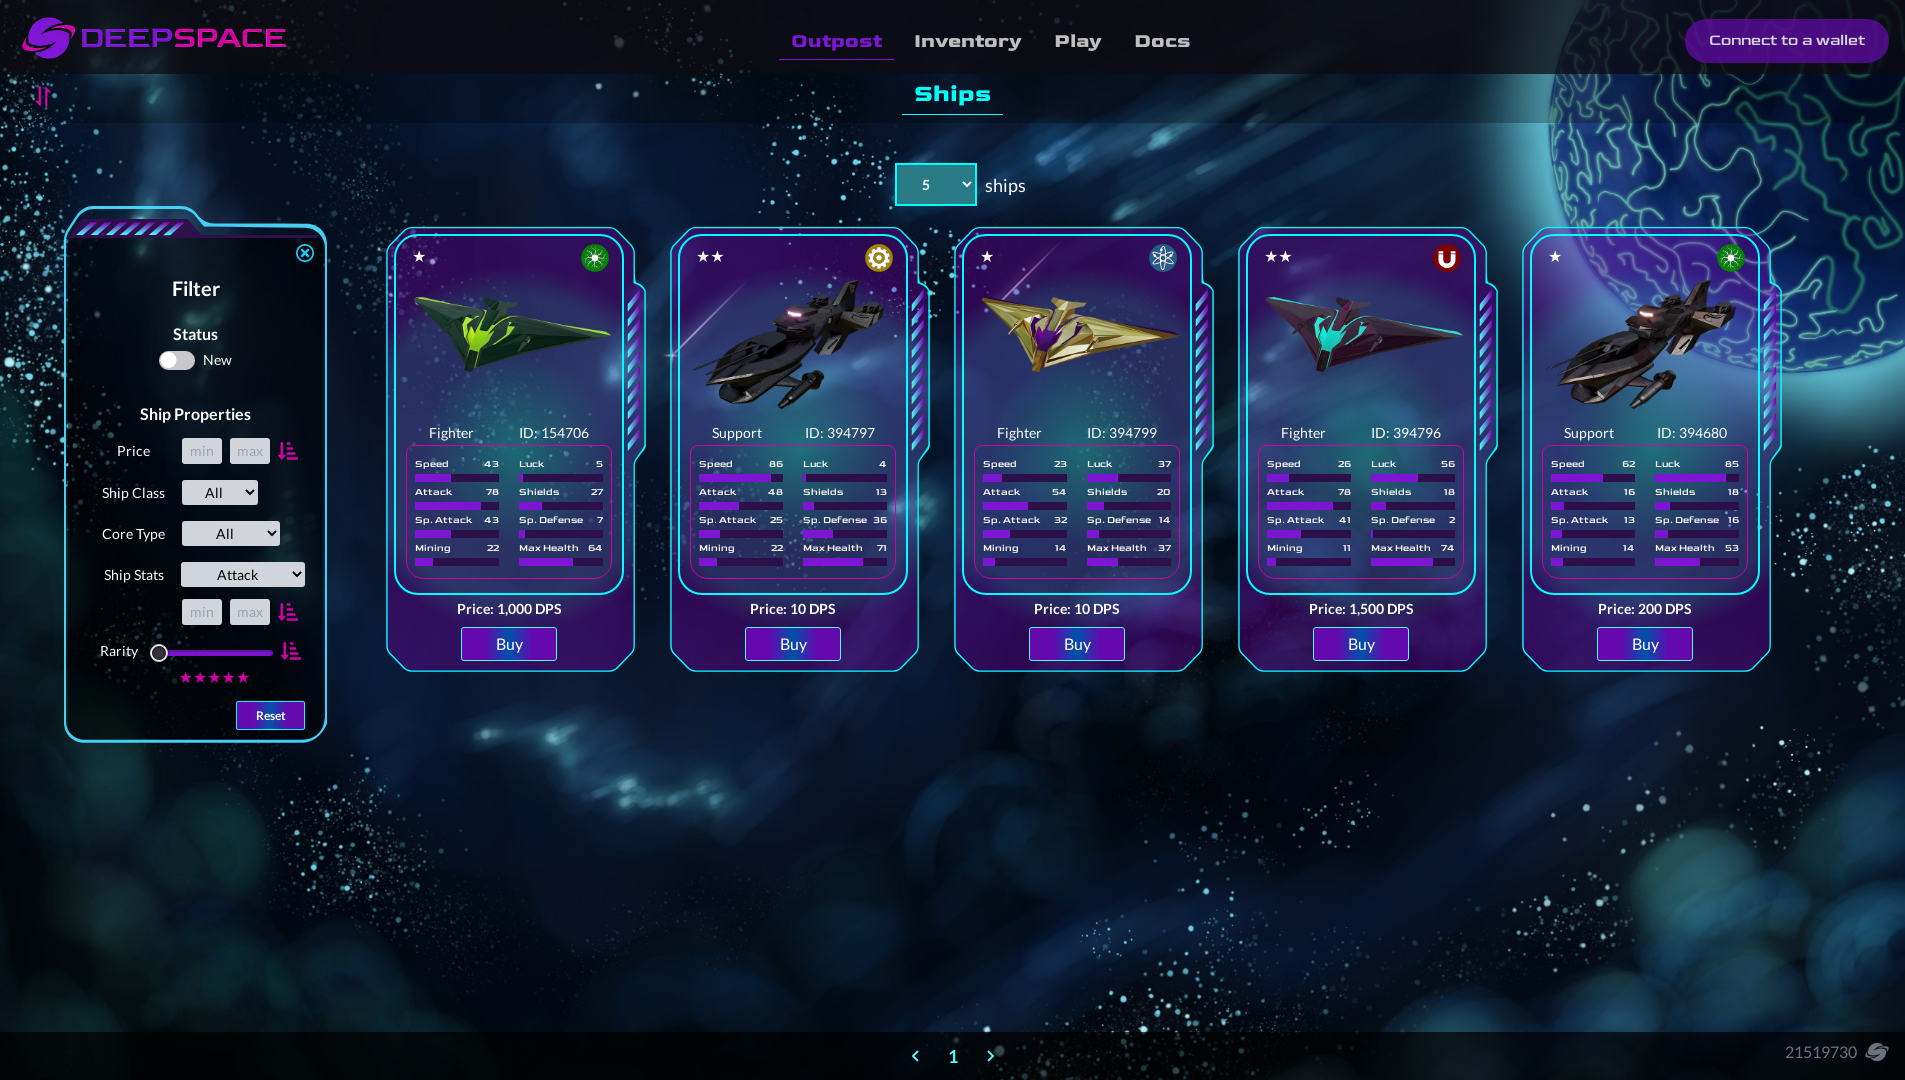 DEEPSPACE
Outpost Inventory Play Docs
Connect to a wallet
Ships
5 ships
Filter
Status
New
Ship Properties
Price min max
Ship Class All
Core Type All
Ship Stats Attack
min max
Rarity
★★★★★
Reset
★
Fighter ID: 154706
Speed 43 Luck 5
Attack 78 Shields 27
Sp. Attack 43 Sp. Defense 7
Mining 22 Max Health 64
Price: 1,000 DPS
Buy
★★
Support ID: 394797
Speed 86 Luck 4
Attack 48 Shields 13
Sp. Attack 25 Sp. Defense 36
Mining 22 Max Health 71
Price: 10 DPS
Buy
★
Fighter ID: 394799
Speed 23 Luck 37
Attack 54 Shields 20
Sp. Attack 32 Sp. Defense 14
Mining 14 Max Health 37
Price: 10 DPS
Buy
★★
Fighter ID: 394796
Speed 26 Luck 56
Attack 78 Shields 18
Sp. Attack 41 Sp. Defense 2
Mining 11 Max Health 74
Price: 1,500 DPS
Buy
★
Support ID: 394680
Speed 62 Luck 85
Attack 16 Shields 18
Sp. Attack 13 Sp. Defense 16
Mining 14 Max Health 53
Price: 200 DPS
Buy
1
21519730